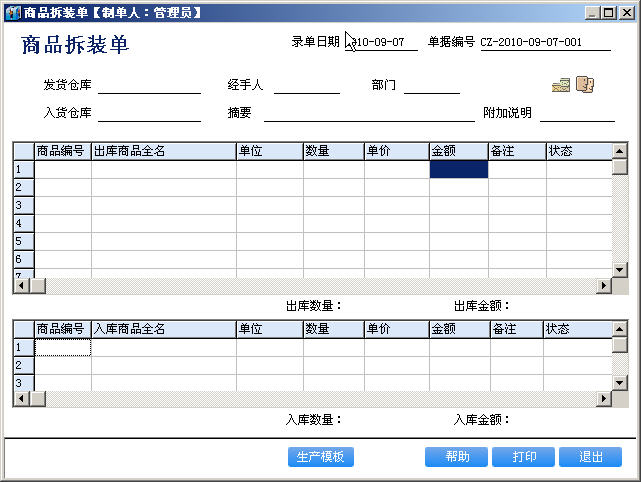 商品拆装单【制单人：管理员】
商品拆装单 录单日期 010-09-07 单据编号 CZ-2010-09-07-001
发货仓库 经手人 部门
入货仓库 摘要 附加说明
商品编号 出库商品全名 单位 数量 单价 金额 备注 状态
1
2
3
4
5
6
7
出库数量： 出库金额：
商品编号 入库商品全名 单位 数量 单价 金额 备注 状态
1
2
3
入库数量： 入库金额：
生产模板 帮助 打印 退出